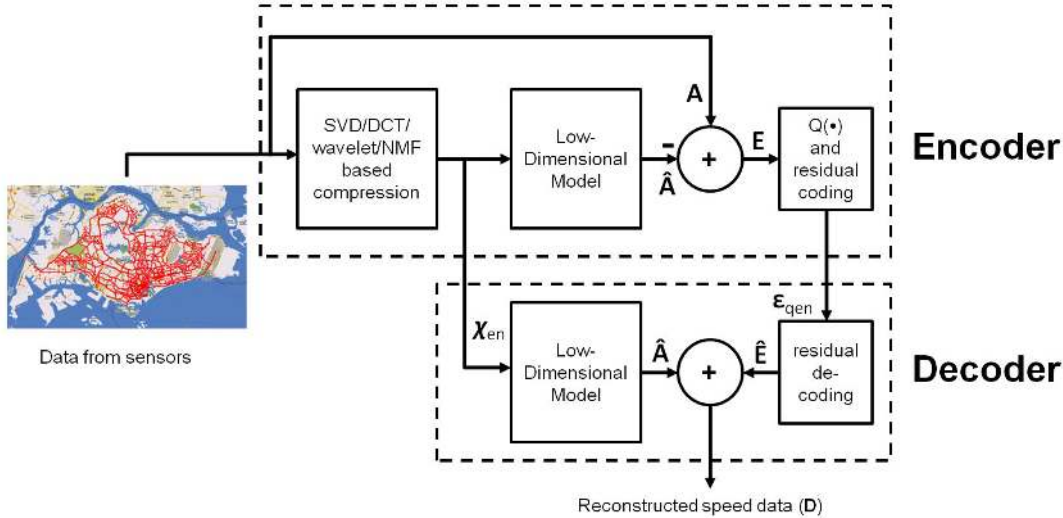 A
SVD/DCT/
wavelet/NMF
based
compression
Low-
Dimensional
Model
-
Â
+
E
Q(•)
and
residual
coding
Encoder
Data from sensors
χen
Low-
Dimensional
Model
Â
+
Ê
εqen
residual
de-
coding
Decoder
Reconstructed speed data (D)